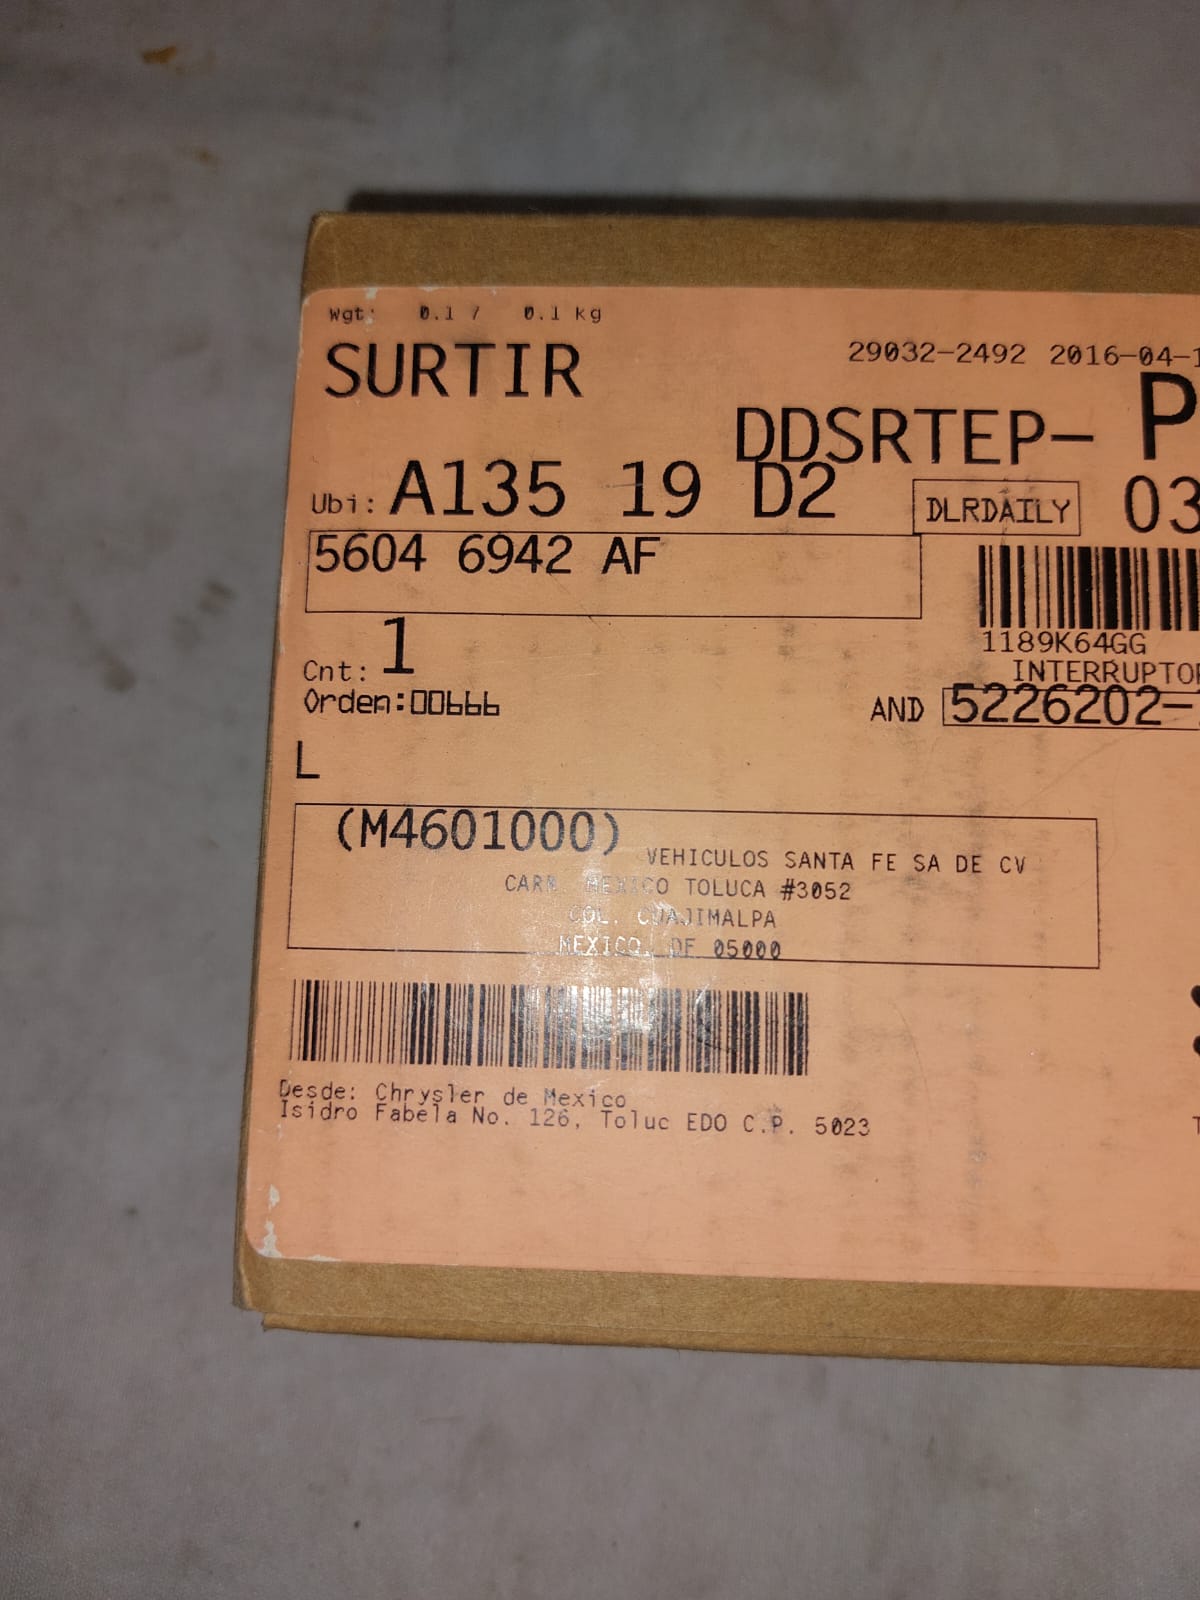 Wgt: 0.1 / 0.1 kg
SURTIR
29032-2492 2016-04-1
DDSRTEP- P
Ubi: A135 19 D2
DLRDAILY 03
5604 6942 AF
1189K64GG
Cnt: 1
INTERRUPTOR
Orden:00666
AND 5226202-
L
(M4601000)
VEHICULOS SANTA FE SA DE CV
CARR. MEXICO TOLUCA #3052
COL. CUAJIMALPA
MEXICO, DF 05000
Desde: Chrysler de Mexico
Isidro Fabela No. 126, Toluc EDO C.P. 5023
T